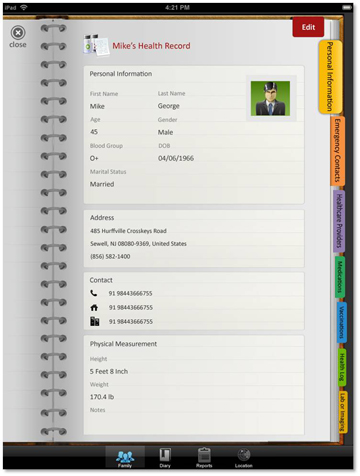 iPad 4:21 PM
close
Edit
Mike's Health Record
Personal Information
First Name Last Name
Mike George
Age Gender
45 Male
Blood Group DOB
O+ 04/06/1966
Marital Status
Married
Address
485 Hurffville Crosskeys Road
Sewell, NJ 08080-9369, United States
(856) 582-1400
Contact
91 98443666755
91 98443666755
91 98443666755
Physical Measurement
Height
5 Feet 8 Inch
Weight
170.4 lb
Notes
Personal Information
Emergency Contacts
Healthcare Providers
Medications
Vaccinations
Health Log
Lab or Imaging
Family Diary Reports Location